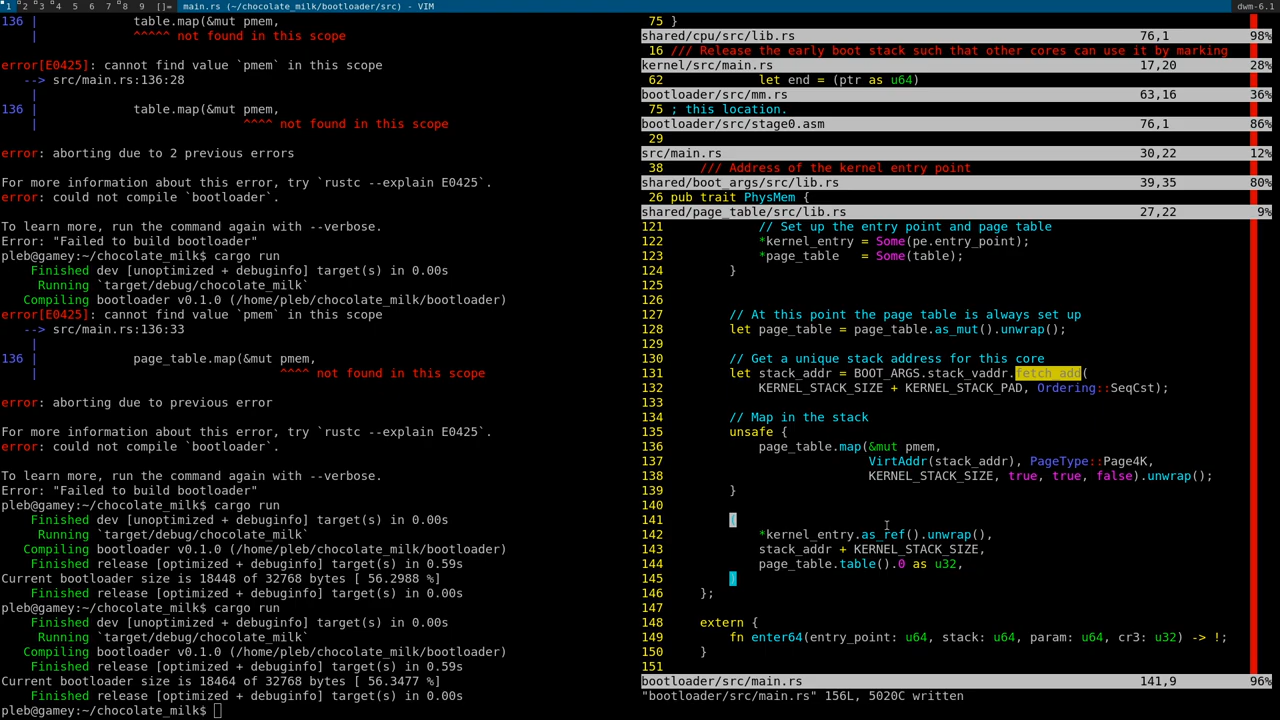 1 2 3 4 5 6 7 8 9 []= main.rs (~/chocolate_milk/bootloader/src) - VIM dwm-6.1
136 | table.map(&mut pmem,
| ^^^^^ not found in this scope
error[E0425]: cannot find value `pmem` in this scope
--> src/main.rs:136:28
|
136 | table.map(&mut pmem,
| ^^^^ not found in this scope
error: aborting due to 2 previous errors
For more information about this error, try `rustc --explain E0425`.
error: could not compile `bootloader`.
To learn more, run the command again with --verbose.
Error: "Failed to build bootloader"
pleb@gamey:~/chocolate_milk$ cargo run
Finished dev [unoptimized + debuginfo] target(s) in 0.00s
Running `target/debug/chocolate_milk`
Compiling bootloader v0.1.0 (/home/pleb/chocolate_milk/bootloader)
error[E0425]: cannot find value `pmem` in this scope
--> src/main.rs:136:33
|
136 | page_table.map(&mut pmem,
| ^^^^ not found in this scope
error: aborting due to previous error
For more information about this error, try `rustc --explain E0425`.
error: could not compile `bootloader`.
To learn more, run the command again with --verbose.
Error: "Failed to build bootloader"
pleb@gamey:~/chocolate_milk$ cargo run
Finished dev [unoptimized + debuginfo] target(s) in 0.00s
Running `target/debug/chocolate_milk`
Compiling bootloader v0.1.0 (/home/pleb/chocolate_milk/bootloader)
Finished release [optimized + debuginfo] target(s) in 0.59s
Current bootloader size is 18448 of 32768 bytes [ 56.2988 %]
Finished release [optimized + debuginfo] target(s) in 0.00s
pleb@gamey:~/chocolate_milk$ cargo run
Finished dev [unoptimized + debuginfo] target(s) in 0.00s
Running `target/debug/chocolate_milk`
Compiling bootloader v0.1.0 (/home/pleb/chocolate_milk/bootloader)
Finished release [optimized + debuginfo] target(s) in 0.59s
Current bootloader size is 18464 of 32768 bytes [ 56.3477 %]
Finished release [optimized + debuginfo] target(s) in 0.00s
pleb@gamey:~/chocolate_milk$
75 }
shared/cpu/src/lib.rs 76,1 98%
16 /// Release the early boot stack such that other cores can use it by marking
kernel/src/main.rs 17,20 28%
62 let end = (ptr as u64)
bootloader/src/mm.rs 63,16 36%
75 ; this location.
bootloader/src/stage0.asm 76,1 86%
29
src/main.rs 30,22 12%
38 /// Address of the kernel entry point
shared/boot_args/src/lib.rs 39,35 80%
26 pub trait PhysMem {
shared/page_table/src/lib.rs 27,22 9%
121 // Set up the entry point and page table
122 *kernel_entry = Some(pe.entry_point);
123 *page_table = Some(table);
124 }
125
126
127 // At this point the page table is always set up
128 let page_table = page_table.as_mut().unwrap();
129
130 // Get a unique stack address for this core
131 let stack_addr = BOOT_ARGS.stack_vaddr.fetch_add(
132 KERNEL_STACK_SIZE + KERNEL_STACK_PAD, Ordering::SeqCst);
133
134 // Map in the stack
135 unsafe {
136 page_table.map(&mut pmem,
137 VirtAddr(stack_addr), PageType::Page4K,
138 KERNEL_STACK_SIZE, true, true, false).unwrap();
139 }
140
141 (
142 *kernel_entry.as_ref().unwrap(),
143 stack_addr + KERNEL_STACK_SIZE,
144 page_table.table().0 as u32,
145 )
146 };
147
148 extern {
149 fn enter64(entry_point: u64, stack: u64, param: u64, cr3: u32) -> !;
150 }
151
bootloader/src/main.rs 141,9 96%
"bootloader/src/main.rs" 156L, 5020C written